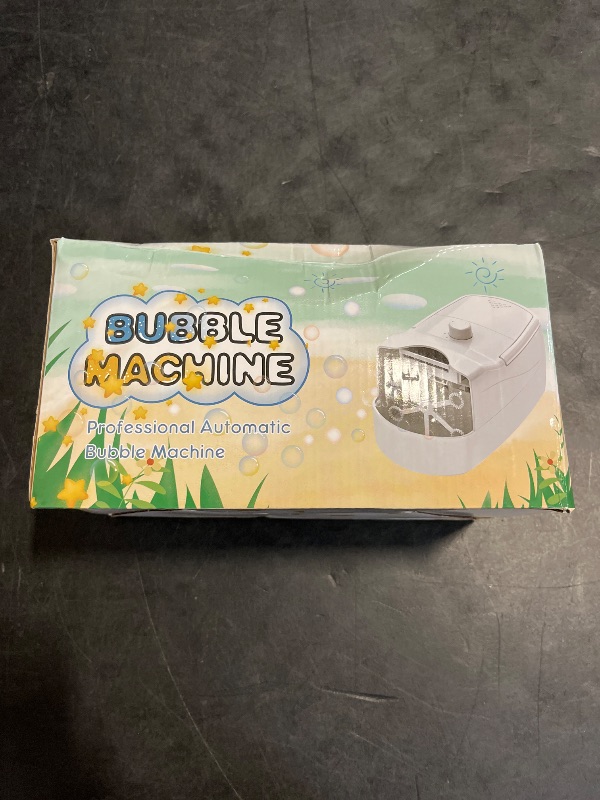 BUBBLE
MACHINE
Professional Automatic
Bubble Machine